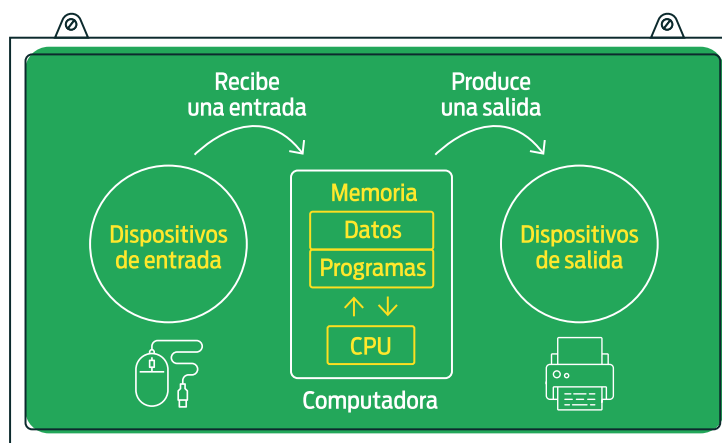 Recibe
una entrada
Produce
una salida
Dispositivos
de entrada
Memoria
Datos
Programas
CPU
Computadora
Dispositivos
de salida